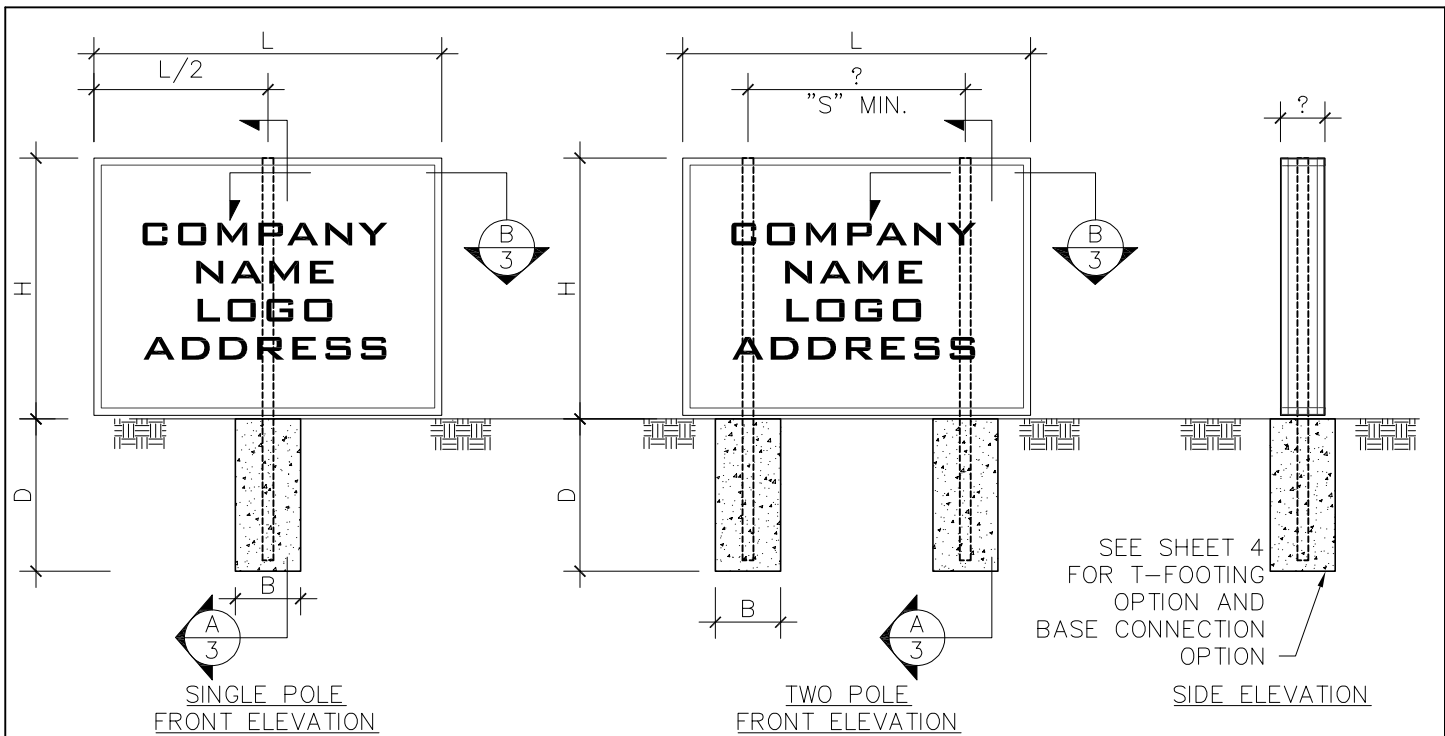 L
L/2
H
COMPANY
NAME
LOGO
ADDRESS
B
3
D
B
A
3
SINGLE POLE
FRONT ELEVATION
L
?
"S" MIN.
H
COMPANY
NAME
LOGO
ADDRESS
B
3
D
B
A
3
TWO POLE
FRONT ELEVATION
?
SEE SHEET 4
FOR T-FOOTING
OPTION AND
BASE CONNECTION
OPTION
SIDE ELEVATION